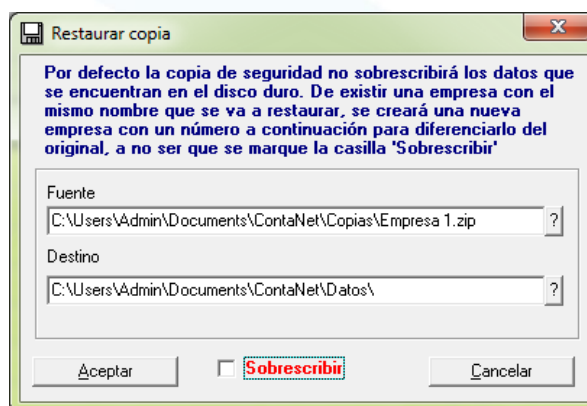 Restaurar copia
Por defecto la copia de seguridad no sobrescribirá los datos que
se encuentran en el disco duro. De existir una empresa con el
mismo nombre que se va a restaurar, se creará una nueva
empresa con un número a continuación para diferenciarlo del
original, a no ser que se marque la casilla 'Sobrescribir'
Fuente
C:\Users\Admin\Documents\ContaNet\Copias\Empresa 1.zip ?
Destino
C:\Users\Admin\Documents\ContaNet\Datos\ ?
Aceptar Sobrescribir Cancelar